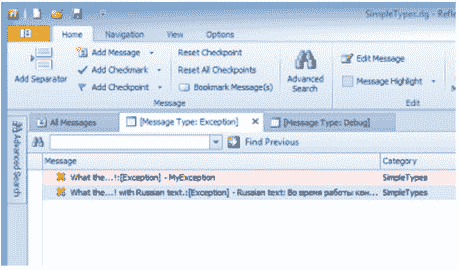 SimpleTypes.rlg - Refle
Home Navigation View Options
Add Separator
Add Message
Add Checkmark
Add Checkpoint
Reset Checkpoint
Reset All Checkpoints
Bookmark Message(s)
Advanced Search
Edit Message
Message Highlight
Message
Edit
All Messages
[Message Type: Exception]
[Message Type: Debug]
Find Previous
Advanced Search
Message Category
What the...!:[Exception] - MyException SimpleTypes
What the...! with Russian text.:[Exception] - Russian text: Во время работы кон... SimpleTypes